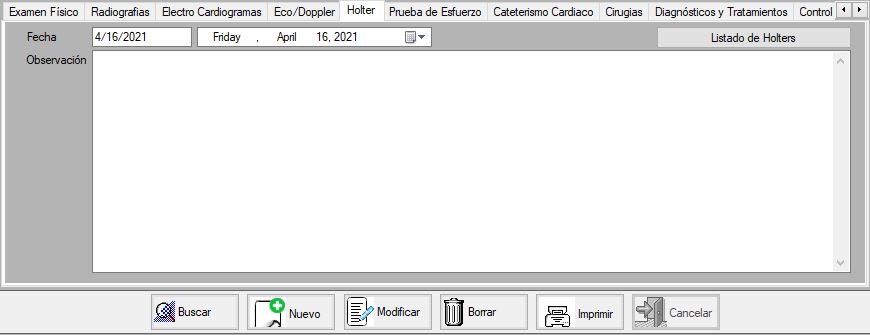 Examen Físico Radiografias Electro Cardiogramas Eco/Doppler Holter Prueba de Esfuerzo Cateterismo Cardiaco Cirugias Diagnósticos y Tratamientos Control
Fecha 4/16/2021 Friday , April 16, 2021 Listado de Holters
Observación
Buscar Nuevo Modificar Borrar Imprimir Cancelar